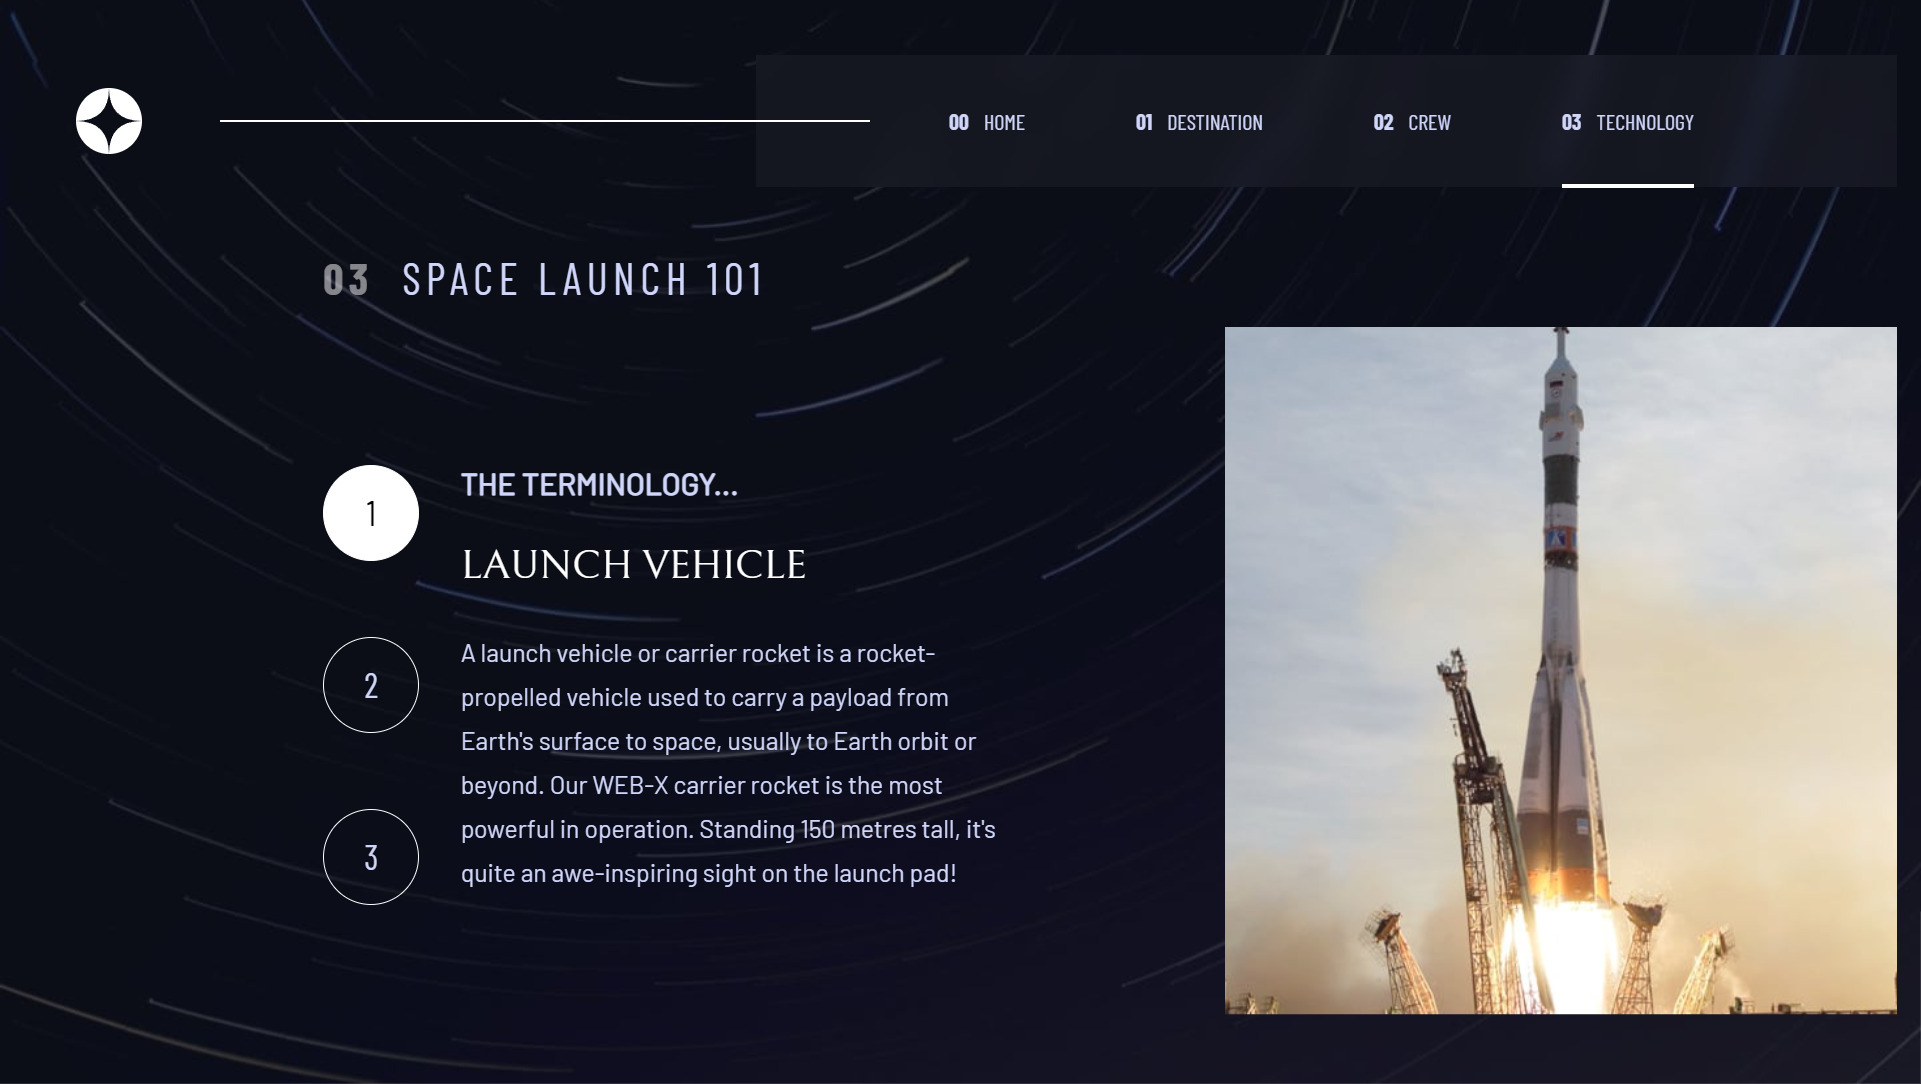 00 HOME
01 DESTINATION
02 CREW
03 TECHNOLOGY
03 SPACE LAUNCH 101
1
THE TERMINOLOGY...
LAUNCH VEHICLE
2
A launch vehicle or carrier rocket is a rocket-
propelled vehicle used to carry a payload from
Earth's surface to space, usually to Earth orbit or
beyond. Our WEB-X carrier rocket is the most
powerful in operation. Standing 150 metres tall, it's
quite an awe-inspiring sight on the launch pad!
3